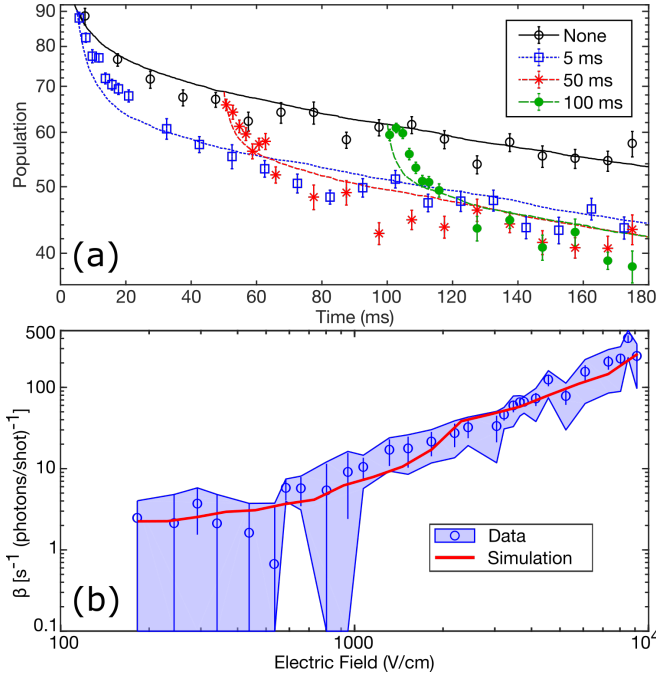 90
80
70
60
50
40
Population
(a)
None
5 ms
50 ms
100 ms
0 20 40 60 80 100 120 140 160 180
Time (ms)
500
100
10
1
0.1
β [s⁻¹ (photons/shot)⁻¹]
(b)
Data
Simulation
100 1000 10⁴
Electric Field (V/cm)